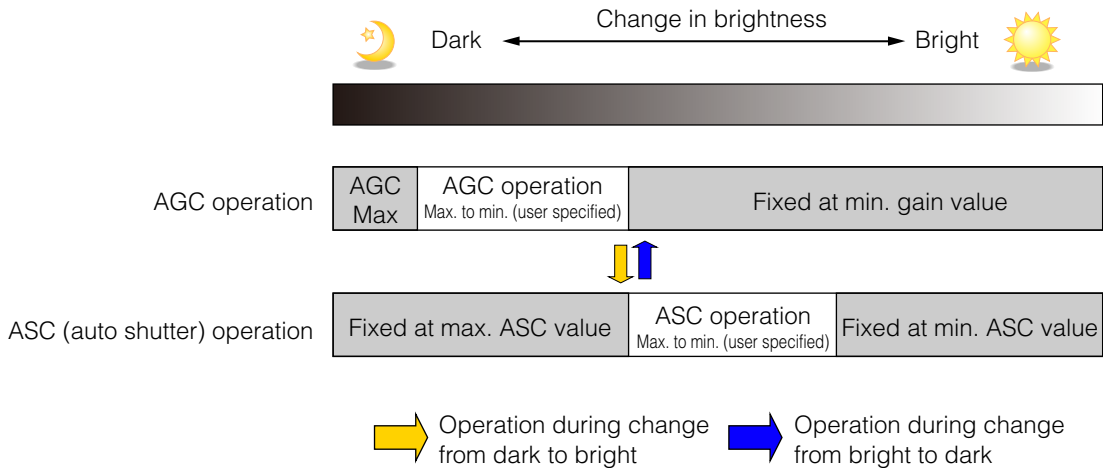 Change in brightness
Dark
Bright
AGC operation
AGC
Max
AGC operation
Max. to min. (user specified)
Fixed at min. gain value
ASC (auto shutter) operation
Fixed at max. ASC value
ASC operation
Max. to min. (user specified)
Fixed at min. ASC value
Operation during change
from dark to bright
Operation during change
from bright to dark